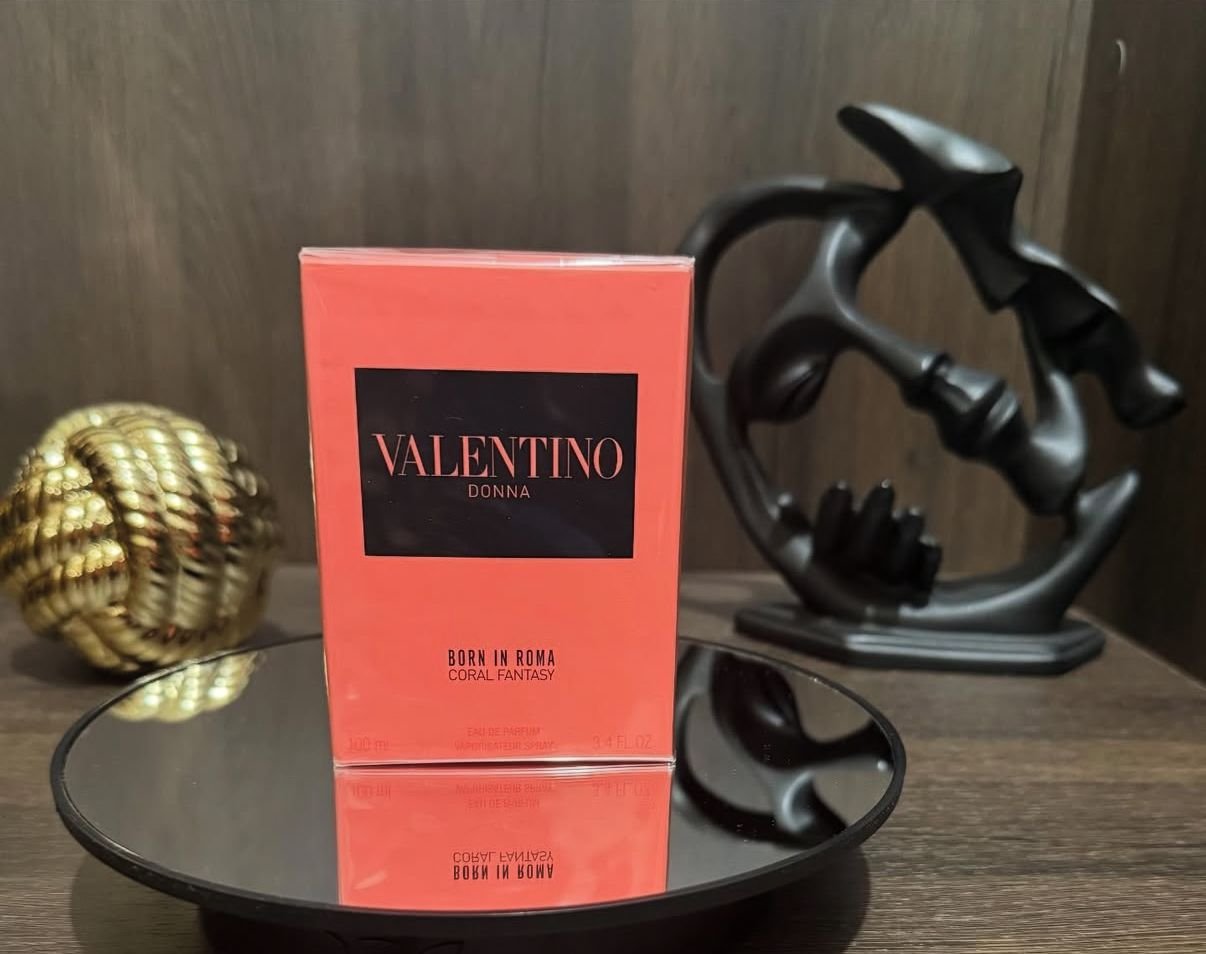 VALENTINO
DONNA
BORN IN ROMA
CORAL FANTASY
EAU DE PARFUM
100 ml VAPORISATEUR SPRAY 3.4 FL.OZ